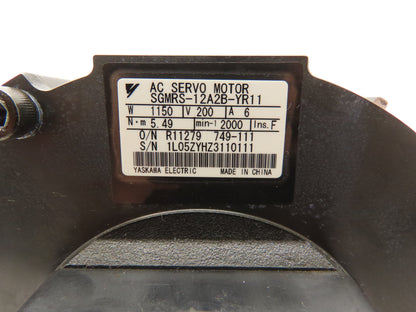 AC SERVO MOTOR
SGMRS-12A2B-YR11
W 1150 V 200 A 6
N·m 5.49 min-1 2000 Ins. F
O/N R11279 749-111
S/N 1L05ZYHZ3110111
YASKAWA ELECTRIC MADE IN CHINA